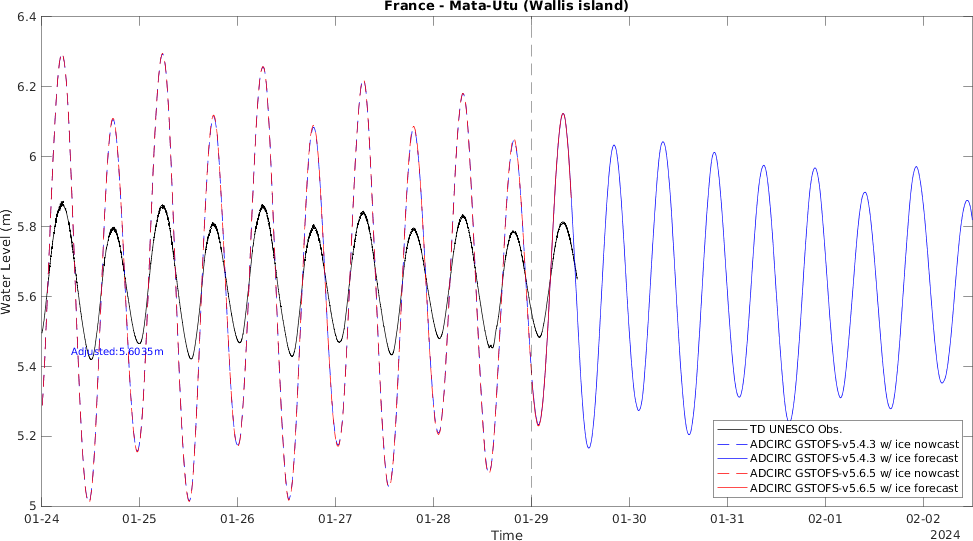 France - Mata-Utu (Wallis island)
6.4
6.2
6
5.8
5.6
5.4
5.2
5
Water Level (m)
Adjusted:5.6035m
TD UNESCO Obs.
ADCIRC GSTOFS-v5.4.3 w/ ice nowcast
ADCIRC GSTOFS-v5.4.3 w/ ice forecast
ADCIRC GSTOFS-v5.6.5 w/ ice nowcast
ADCIRC GSTOFS-v5.6.5 w/ ice forecast
01-24 01-25 01-26 01-27 01-28 01-29 01-30 01-31 02-01 02-02
Time
2024